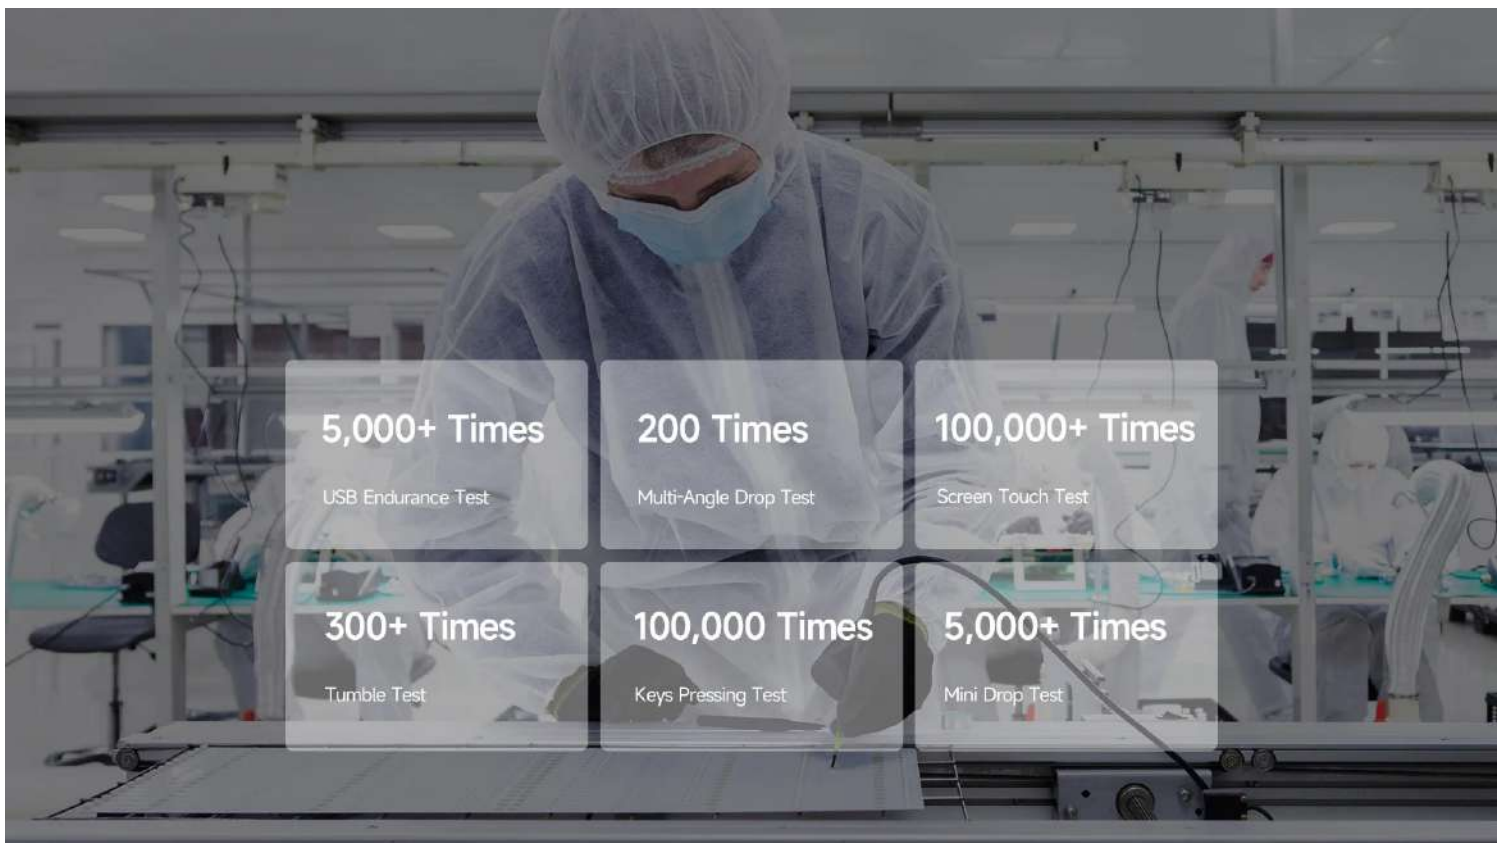 5,000+ Times
USB Endurance Test
200 Times
Multi-Angle Drop Test
100,000+ Times
Screen Touch Test
300+ Times
Tumble Test
100,000 Times
Keys Pressing Test
5,000+ Times
Mini Drop Test